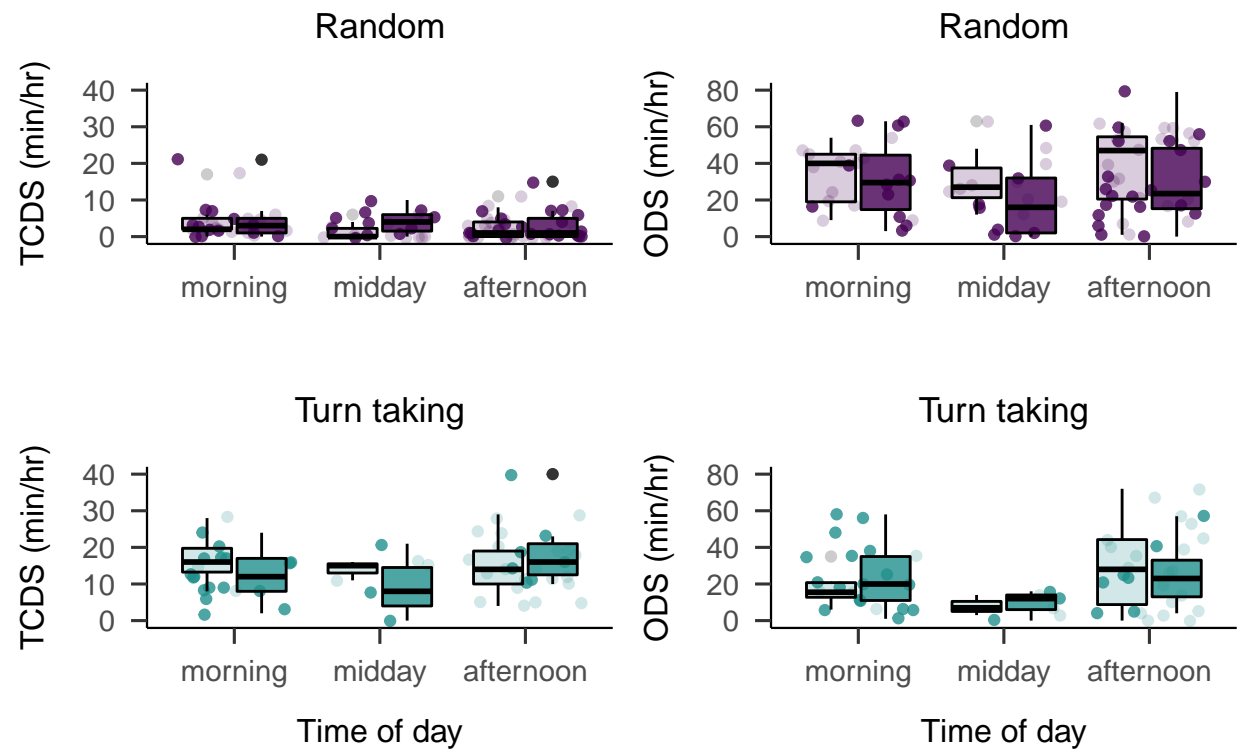 Random
TCDS (min/hr)
40
30
20
10
0
morning midday afternoon
Random
ODS (min/hr)
80
60
40
20
0
morning midday afternoon
Turn taking
TCDS (min/hr)
40
30
20
10
0
morning midday afternoon
Time of day
Turn taking
ODS (min/hr)
80
60
40
20
0
morning midday afternoon
Time of day